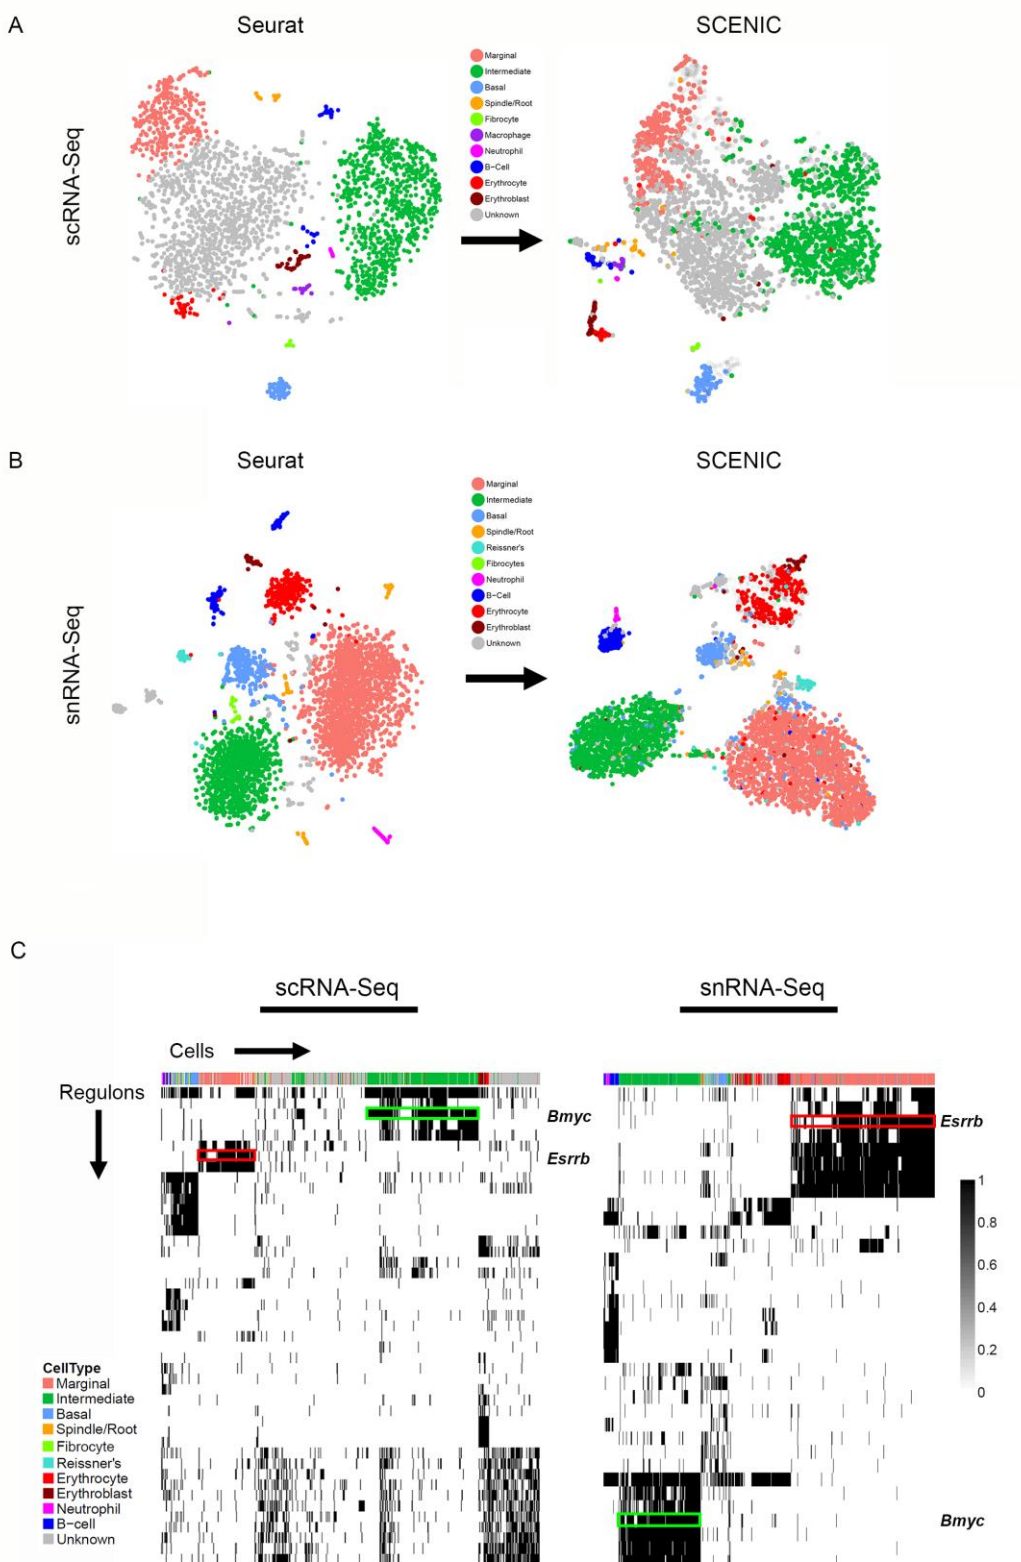 A
Seurat
SCENIC
scRNA-Seq
Marginal
Intermediate
Basal
Spindle/Root
Fibrocyte
Macrophage
Neutrophil
B-Cell
Erythrocyte
Erythroblast
Unknown
B
Seurat
SCENIC
snRNA-Seq
Marginal
Intermediate
Basal
Spindle/Root
Reissner's
Fibrocytes
Neutrophil
B-Cell
Erythrocyte
Erythroblast
Unknown
C
scRNA-Seq
snRNA-Seq
Cells
Regulons
Bmyc
Esrrb
Esrrb
1
0.8
0.6
0.4
0.2
0
CellType
Marginal
Intermediate
Basal
Spindle/Root
Fibrocyte
Reissner's
Erythrocyte
Erythroblast
Neutrophil
B-cell
Unknown
Bmyc